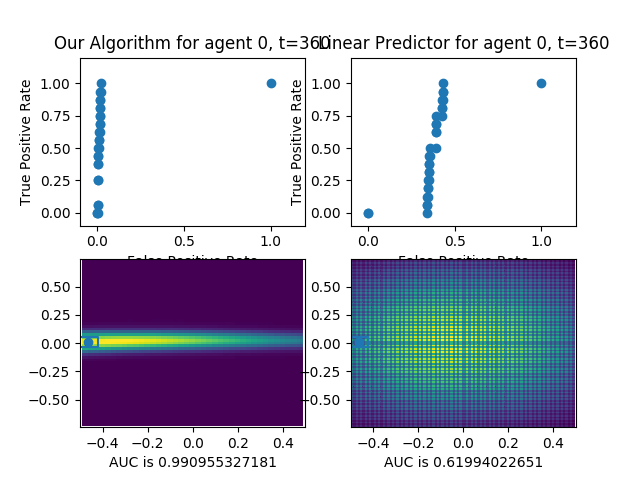 Our Algorithm for agent 0, t=360
Linear Predictor for agent 0, t=360
True Positive Rate
1.00
0.75
0.50
0.25
0.00
0.0 0.5 1.0
False Positive Rate
True Positive Rate
1.00
0.75
0.50
0.25
0.00
0.0 0.5 1.0
False Positive Rate
0.50
0.25
0.00
−0.25
−0.50
−0.4 −0.2 0.0 0.2 0.4
AUC is 0.990955327181
0.50
0.25
0.00
−0.25
−0.50
−0.4 −0.2 0.0 0.2 0.4
AUC is 0.61994022651